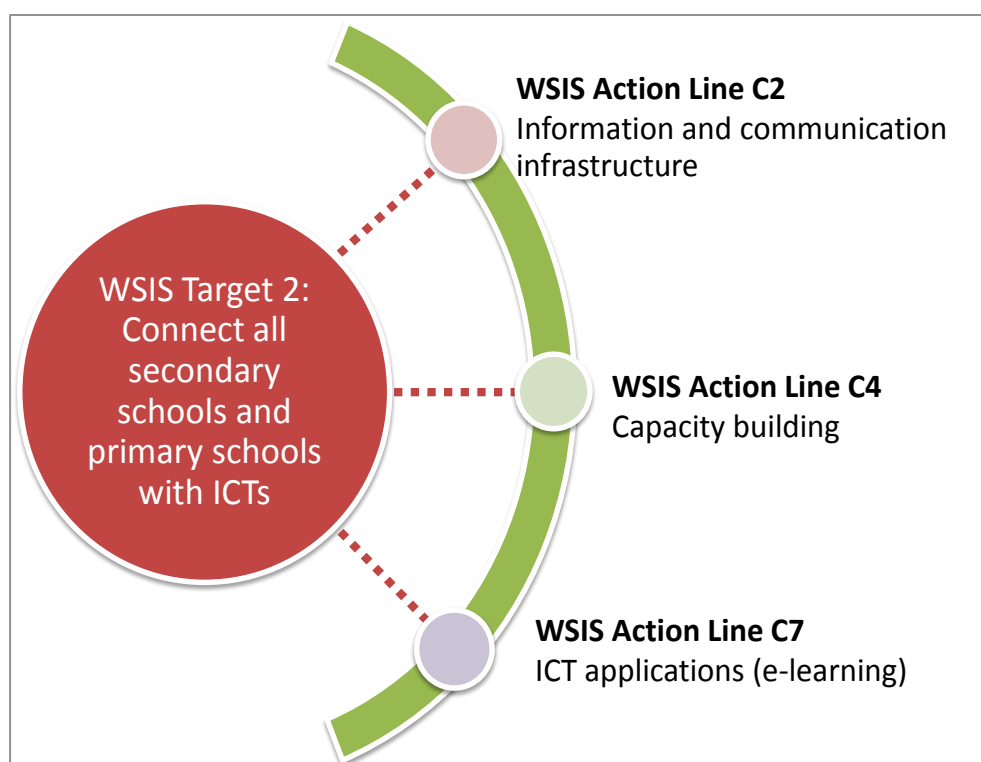 WSIS Action Line C2
Information and communication
infrastructure
WSIS Target 2:
Connect all
secondary
schools and
primary schools
with ICTs
WSIS Action Line C4
Capacity building
WSIS Action Line C7
ICT applications (e-learning)